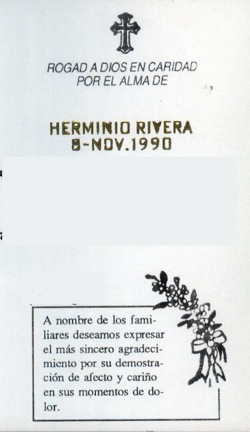 ROGAD A DIOS EN CARIDAD
POR EL ALMA DE
HERMINIO RIVERA
8-NOV.1990
A nombre de los fami-
liares deseamos expresar
el más sincero agradeci-
miento por su demostra-
ción de afecto y cariño
en sus momentos de do-
lor.